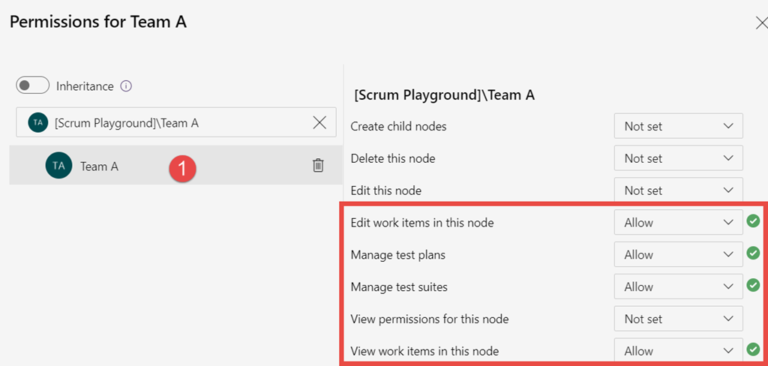 Permissions for Team A
Inheritance
TA [Scrum Playground]\Team A
TA Team A 1
[Scrum Playground]\Team A
Create child nodes Not set
Delete this node Not set
Edit this node Not set
Edit work items in this node Allow
Manage test plans Allow
Manage test suites Allow
View permissions for this node Not set
View work items in this node Allow